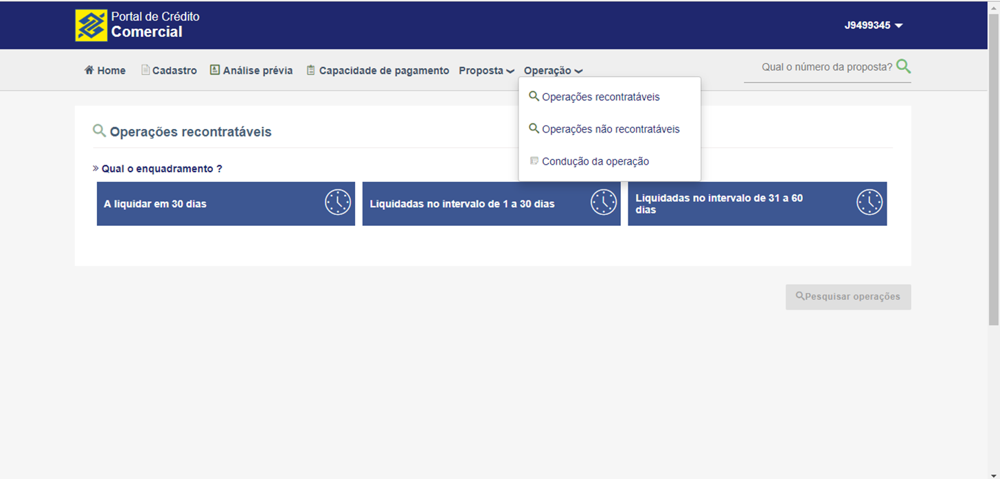 Portal de Crédito
Comercial
J9499345
Home Cadastro Análise prévia Capacidade de pagamento Proposta Operação
Qual o número da proposta?
Operações recontratáveis
Operações não recontratáveis
Condução da operação
Operações recontratáveis
» Qual o enquadramento ?
A liquidar em 30 dias
Liquidadas no intervalo de 1 a 30 dias
Liquidadas no intervalo de 31 a 60
dias
Pesquisar operações